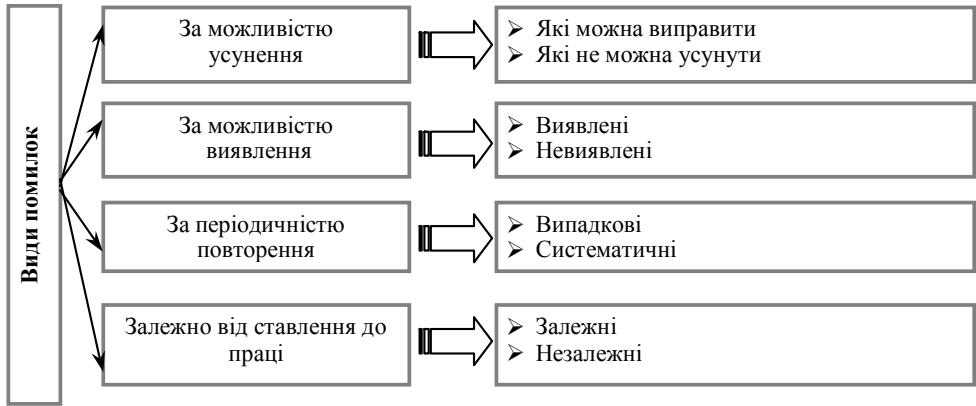 Види помилок
За можливістю
усунення
➢ Які можна виправити
➢ Які не можна усунути
За можливістю
виявлення
➢ Виявлені
➢ Невиявлені
За періодичністю
повторення
➢ Випадкові
➢ Систематичні
Залежно від ставлення до
праці
➢ Залежні
➢ Незалежні